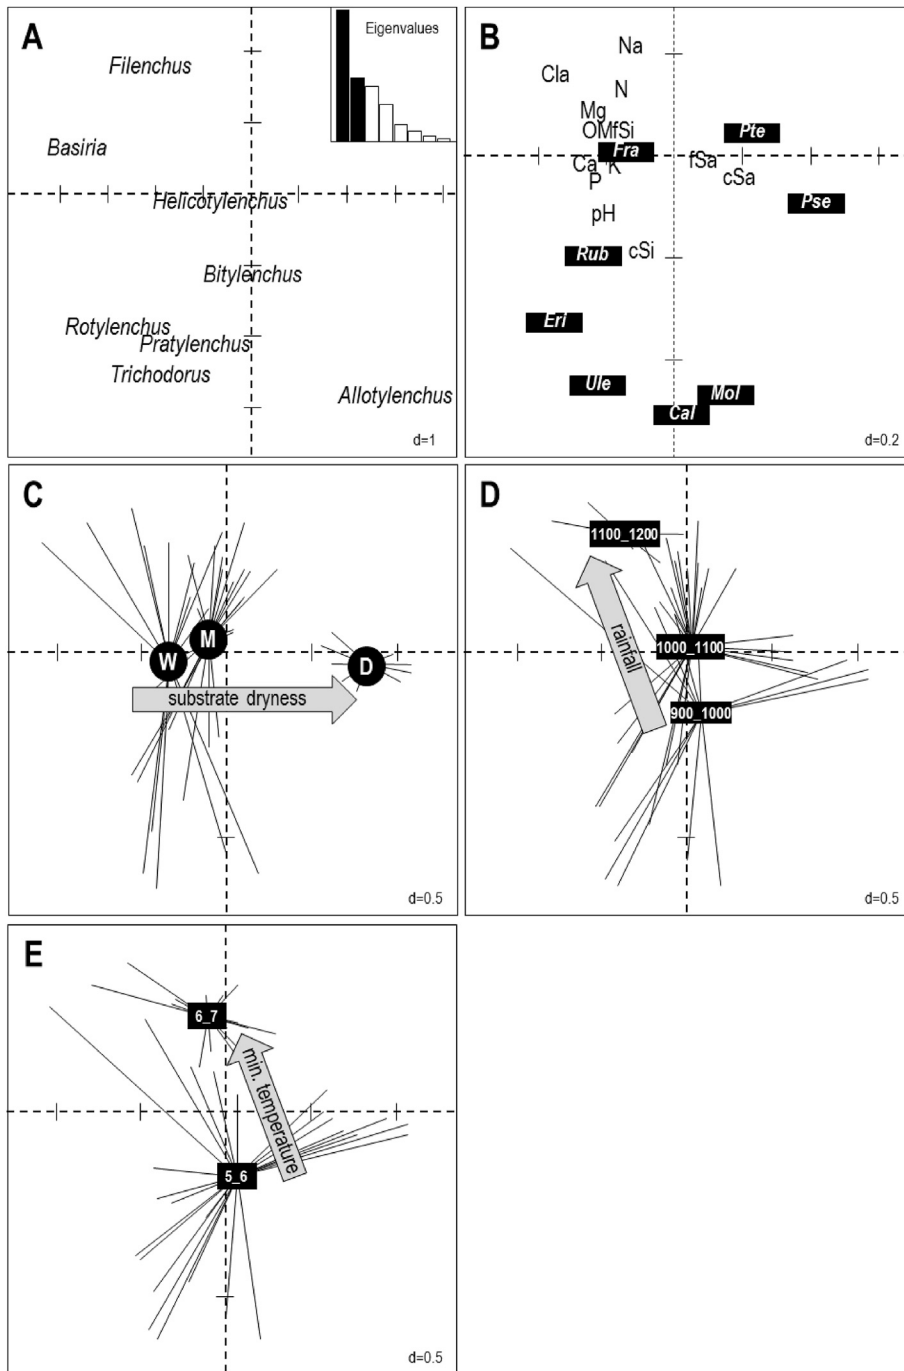 A
Eigenvalues
Filenchus
Basiria
Helicotylenchus
Bitylenchus
Rotylenchus
Pratylenchus
Trichodorus
Allotylenchus
d=1
B
Na
Cla
N
Mg
OMfSi
Pte
Fra
Ca
K
fSa
P
cSa
Pse
pH
Rub
cSi
Eri
Ule
Mol
Cal
d=0.2
C
M
W
D
substrate dryness
d=0.5
D
1100_1200
rainfall
1000_1100
900_1000
d=0.5
E
6_7
min. temperature
5_6
d=0.5